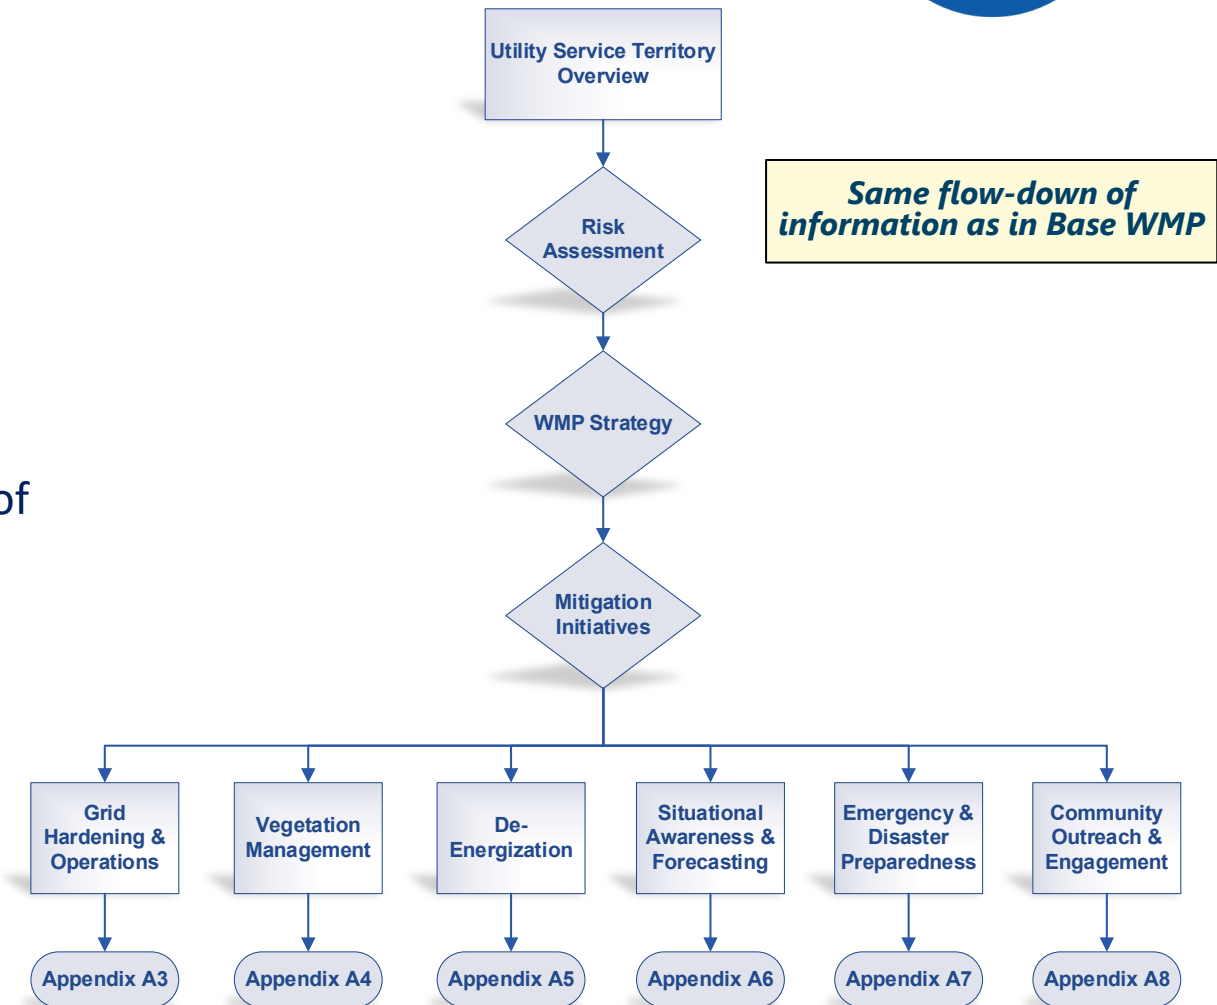 Utility Service Territory
Overview
Same flow-down of
information as in Base WMP
Risk
Assessment
WMP Strategy
of
Mitigation
Initiatives
Grid
Hardening &
Operations
Vegetation
Management
De-
Energization
Situational
Awareness &
Forecasting
Emergency &
Disaster
Preparedness
Community
Outreach &
Engagement
Appendix A3
Appendix A4
Appendix A5
Appendix A6
Appendix A7
Appendix A8